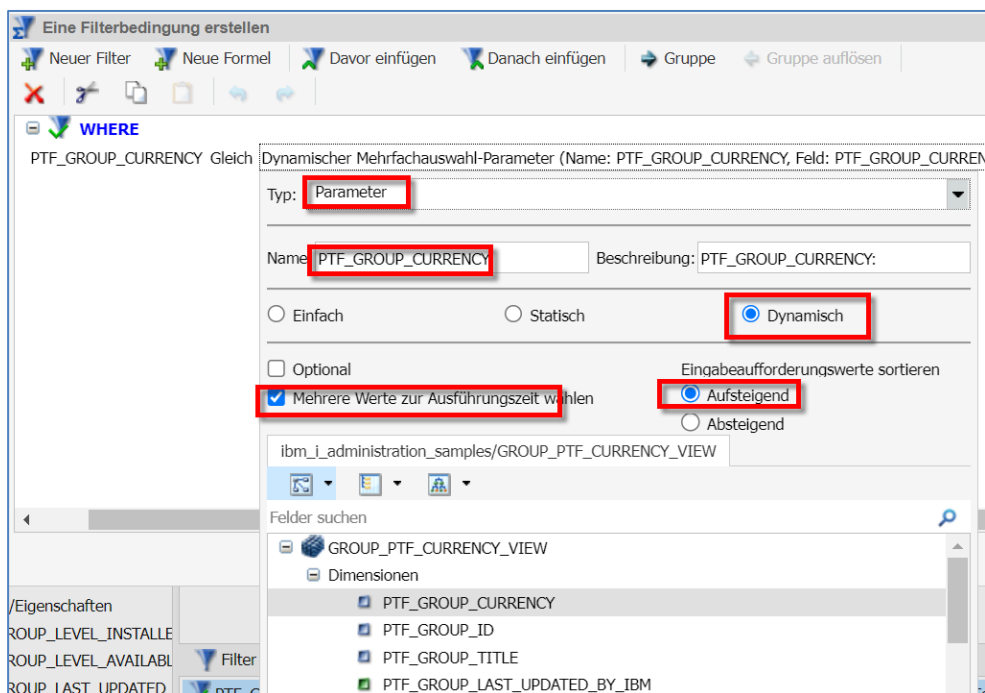 Eine Filterbedingung erstellen
Neuer Filter Neue Formel Davor einfügen Danach einfügen Gruppe Gruppe auflösen
WHERE
PTF_GROUP_CURRENCY Gleich Dynamischer Mehrfachauswahl-Parameter (Name: PTF_GROUP_CURRENCY, Feld: PTF_GROUP_CURREN
Typ: Parameter
Name PTF_GROUP_CURRENCY Beschreibung: PTF_GROUP_CURRENCY:
Einfach Statisch Dynamisch
Optional Eingabeaufforderungswerte sortieren
Mehrere Werte zur Ausführungszeit wählen Aufsteigend
Absteigend
ibm_i_administration_samples/GROUP_PTF_CURRENCY_VIEW
Felder suchen
GROUP_PTF_CURRENCY_VIEW
Dimensionen
/Eigenschaften PTF_GROUP_CURRENCY
ROUP_LEVEL_INSTALLE PTF_GROUP_ID
ROUP_LEVEL_AVAILABL Filter PTF_GROUP_TITLE
ROUP_LAST_UPDATED PTF_G PTF_GROUP_LAST_UPDATED_BY_IBM